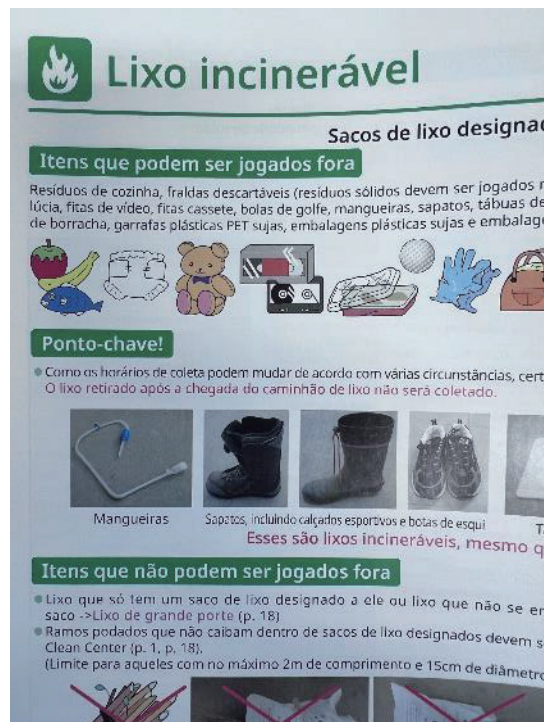 Lixo incinerável
Sacos de lixo
Itens que podem ser jogados fora
Resíduos de cozinha, fraldas descartáveis (resíduos sólidos devem ser jogados
lúcia, fitas de vídeo, fitas cassete, bolas de golfe, mangueiras, sapatos, tábuas de
de borracha, garrafas plásticas PET sujas, embalagens plásticas sujas e
Ponto-chave!
Como os horários de coleta podem mudar de acordo com várias circunstâncias,
O lixo retirado após a chegada do caminhão de lixo não será coletado.
Mangueiras
Sapatos, incluindo calçados esportivos e botas de esqui
Esses são lixos incineráveis, mesmo
Itens que não podem ser jogados fora
Lixo que só tem um saco de lixo designado a ele ou lixo que não se
saco ->Lixo de grande porte (p. 18)
Ramos podados que não caibam dentro de sacos de lixo designados devem
Clean Center (p. 1, p. 18).
(Limite para aqueles com no máximo 2m de comprimento e 15cm de